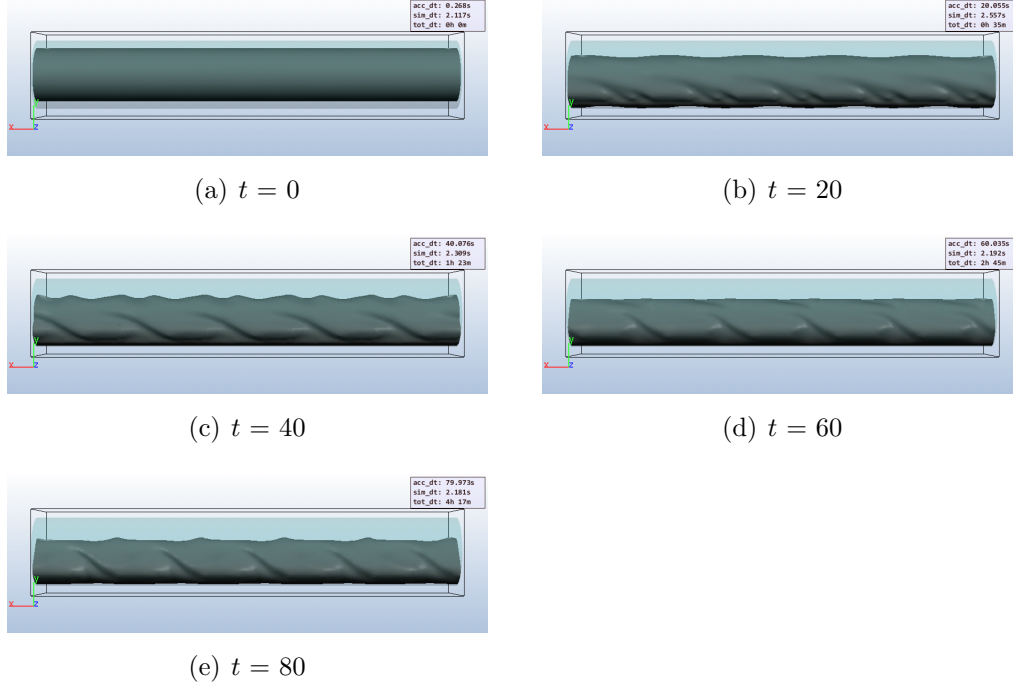 acc_dt: 0.268s
sim_dt: 2.117s
tot_dt: 0h 0m
y
x z
(a) t = 0
acc_dt: 20.055s
sim_dt: 2.557s
tot_dt: 0h 35m
y
x z
(b) t = 20
acc_dt: 40.076s
sim_dt: 2.309s
tot_dt: 1h 23m
y
x z
(c) t = 40
acc_dt: 60.035s
sim_dt: 2.192s
tot_dt: 2h 45m
y
x z
(d) t = 60
acc_dt: 79.973s
sim_dt: 2.181s
tot_dt: 4h 17m
y
x z
(e) t = 80